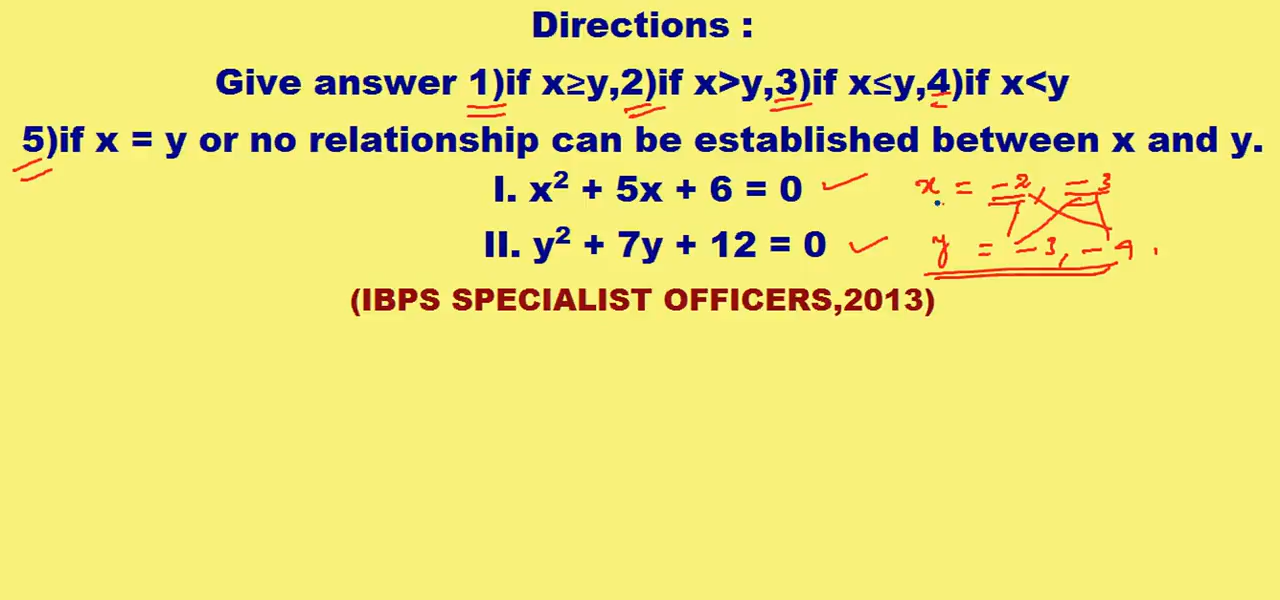 Directions :
Give answer 1)if x≥y,2)if x>y,3)if x≤y,4)if x<y
5)if x = y or no relationship can be established between x and y.
I. x² + 5x + 6 = 0 x = -2, -3
II. y² + 7y + 12 = 0 y = -3, -4.
(IBPS SPECIALIST OFFICERS,2013)